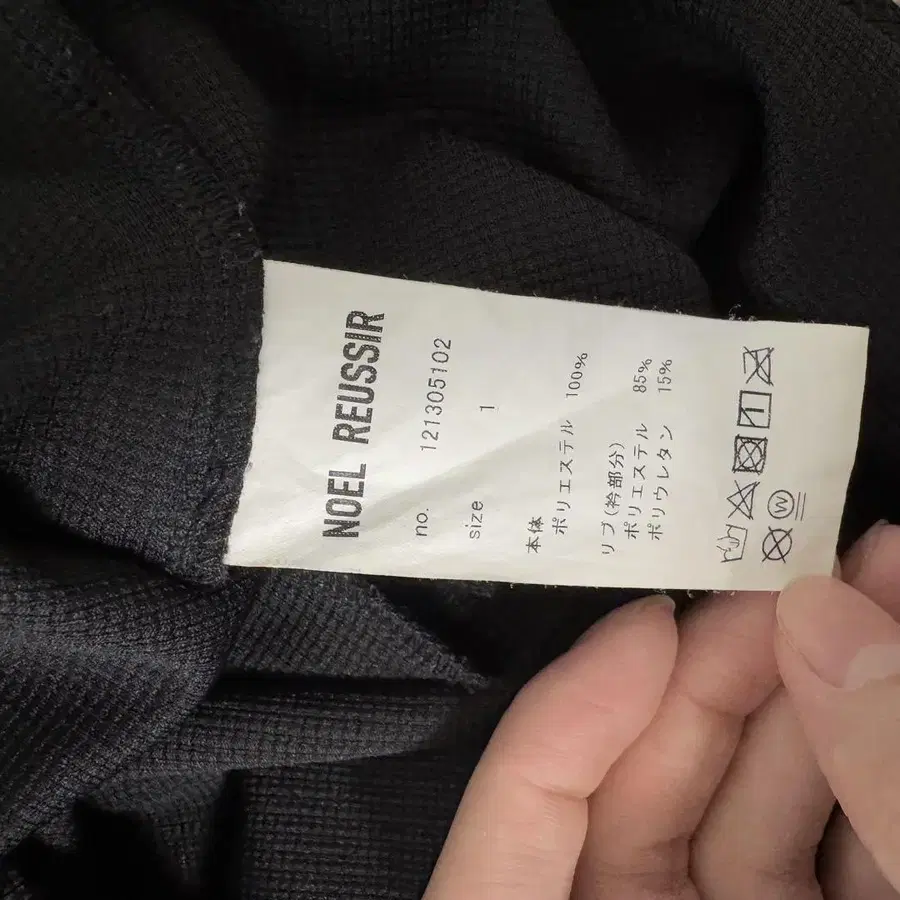 NOEL REUSSIR
no. 121305102
size 1
本体
ポリエステル 100%
リブ(衿部分)
ポリエステル 85%
ポリウレタン 15%
W